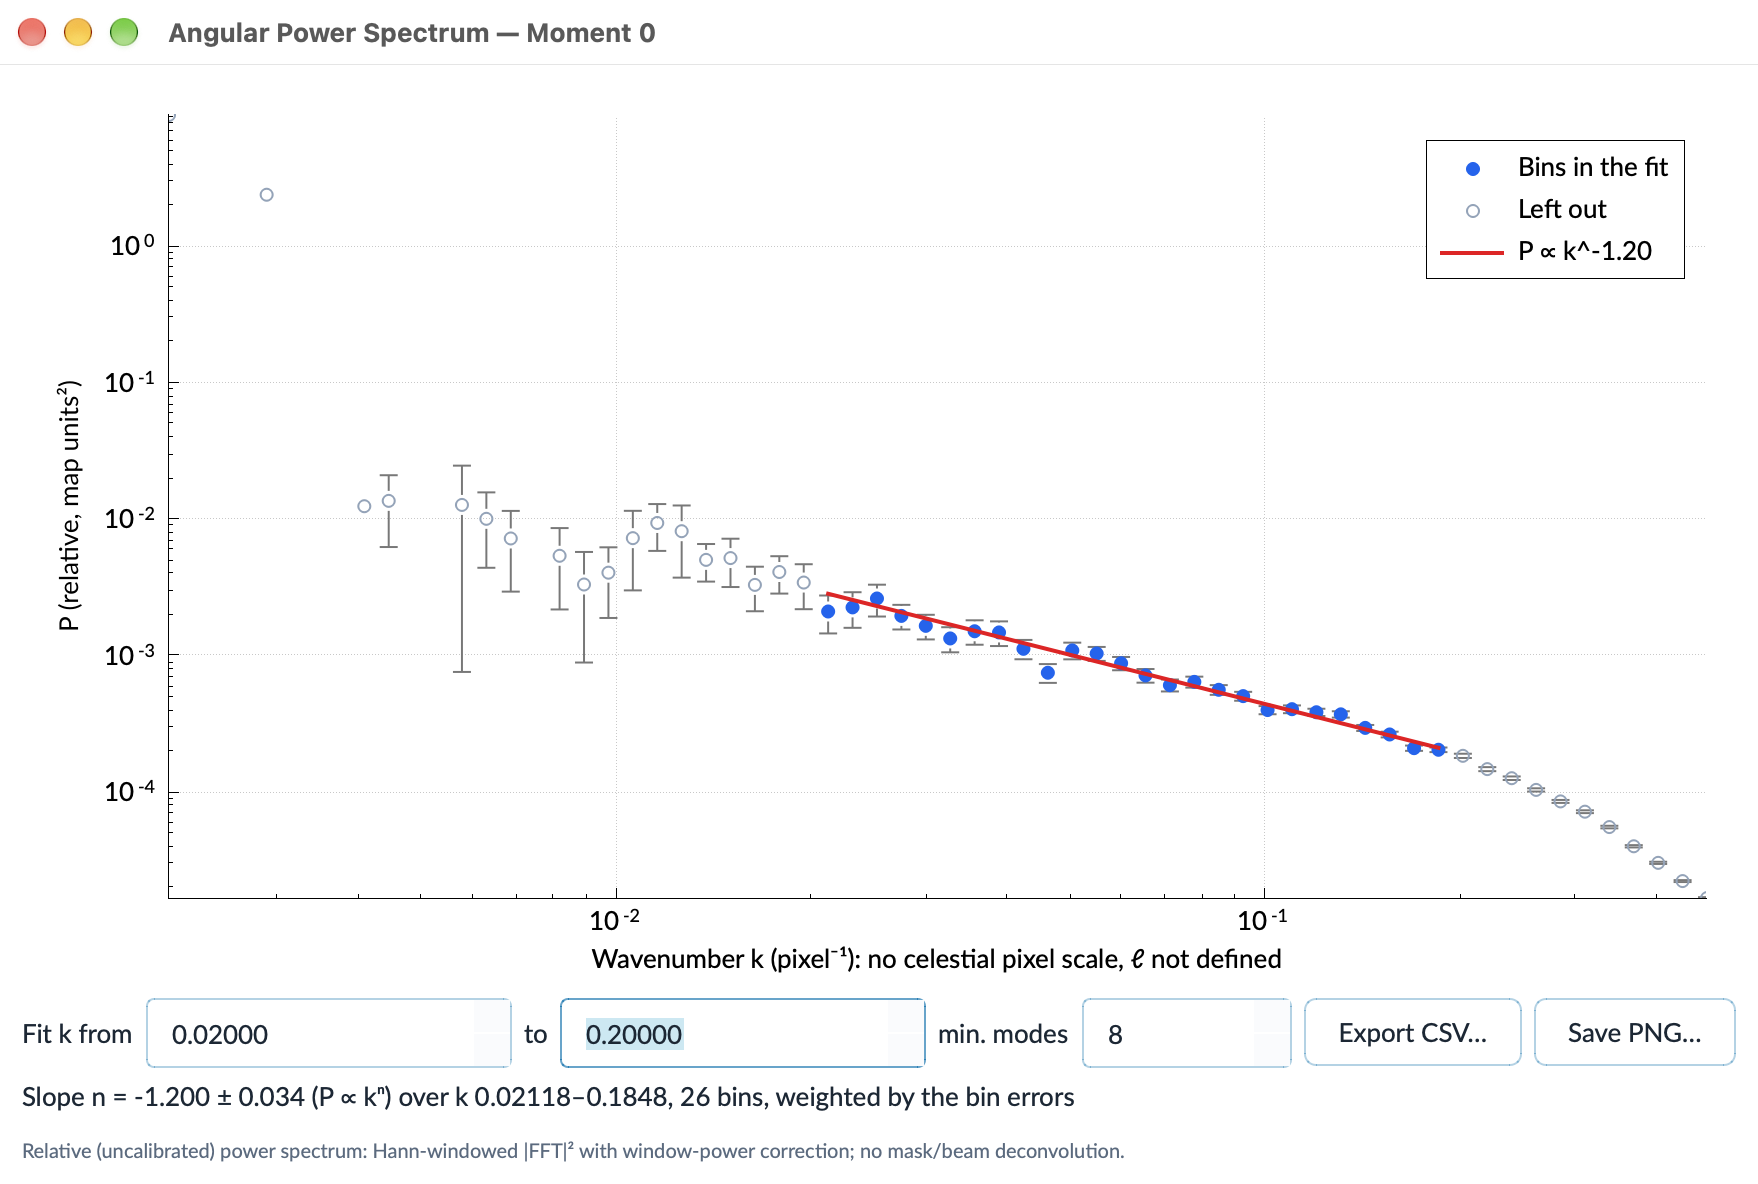 Angular Power Spectrum — Moment 0
Bins in the fit
Left out
P ∝ k^-1.20
10⁰
10⁻¹
10⁻²
10⁻³
10⁻⁴
P (relative, map units²)
10⁻²
10⁻¹
Wavenumber k (pixel⁻¹): no celestial pixel scale, ℓ not defined
Fit k from 0.02000 to 0.20000 min. modes 8 Export CSV... Save PNG...
Slope n = -1.200 ± 0.034 (P ∝ kⁿ) over k 0.02118–0.1848, 26 bins, weighted by the bin errors
Relative (uncalibrated) power spectrum: Hann-windowed |FFT|² with window-power correction; no mask/beam deconvolution.